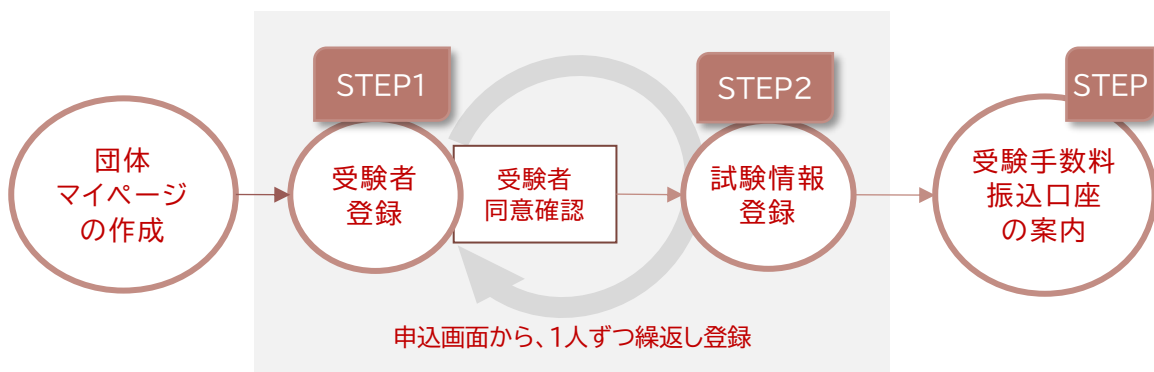 団体
マイページ
の作成
STEP1
受験者
登録
受験者
同意確認
STEP2
試験情報
登録
STEP
受験手数料
振込口座
の案内
申込画面から、1人ずつ繰返し登録